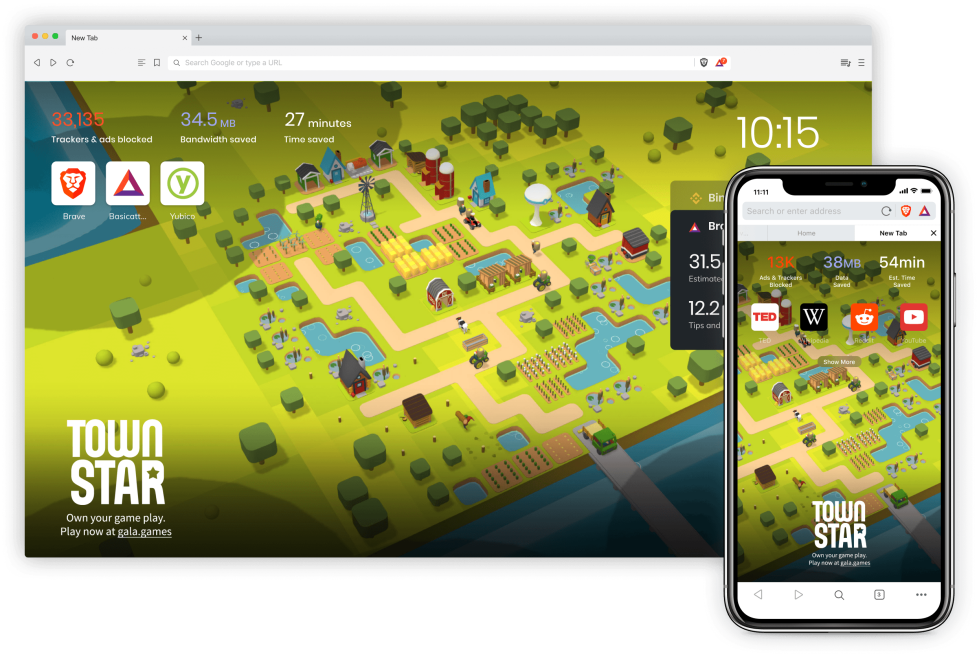 New Tab
Search Google or type a URL
33,135
Trackers & ads blocked
34.5 MB
Bandwidth saved
27 minutes
Time saved
10:15
Brave
Basicatt...
Yubico
Bin
Bra
31.5
Estimate
12.2
Tips and
TOWN
STAR
Own your game play.
Play now at gala.games
11:11
Search or enter address
Home
New Tab
13K
Ads & Trackers
Blocked
38MB
Data
Saved
54min
Est. Time
Saved
TED
W
TED
Wikipedia
Reddit
YouTube
Show More
TOWN
STAR
Own your game play.
Play now at gala.games
3